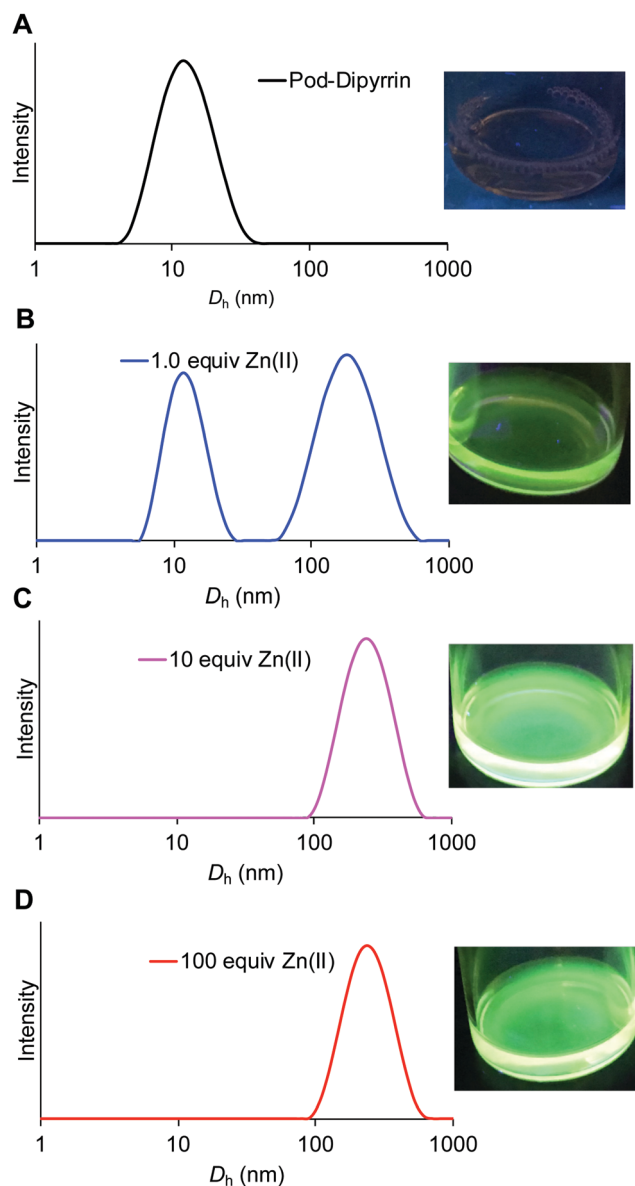 A
Intensity
Pod-Dipyrrin
1 10 100 1000
Dh (nm)
B
Intensity
1.0 equiv Zn(II)
1 10 100 1000
Dh (nm)
C
Intensity
10 equiv Zn(II)
1 10 100 1000
Dh (nm)
D
Intensity
100 equiv Zn(II)
1 10 100 1000
Dh (nm)